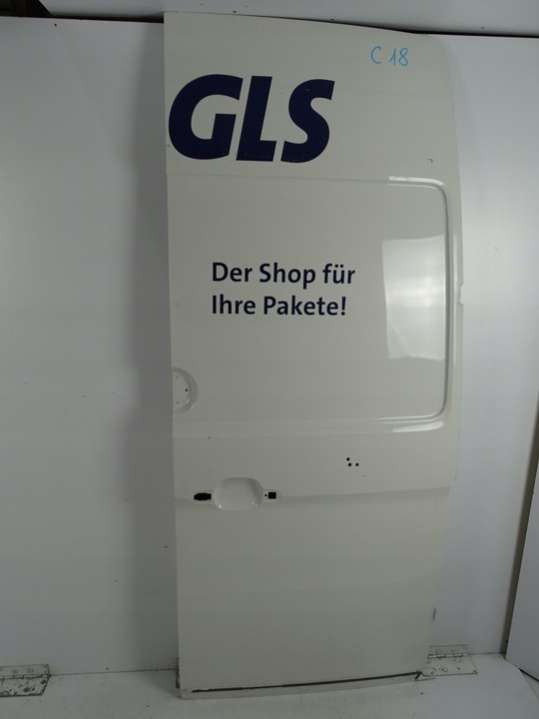 C 18
GLS
Der Shop für
Ihre Pakete!